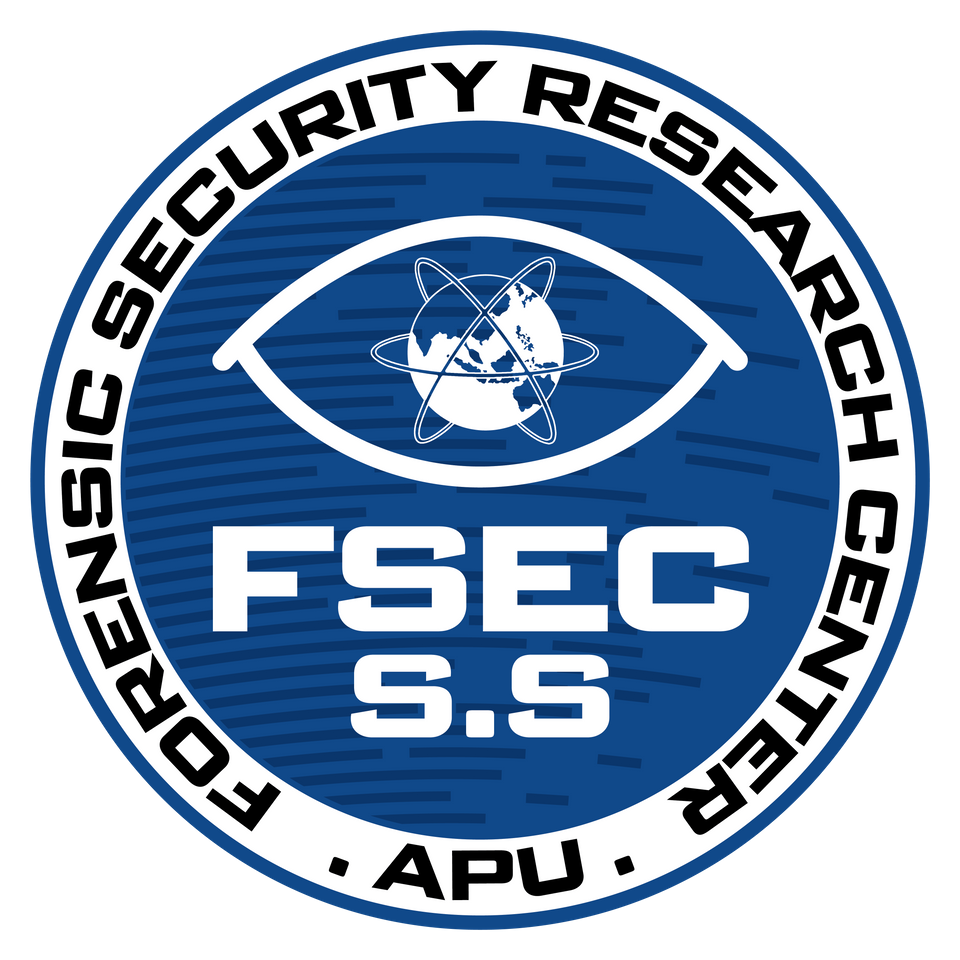 FORENSIC SECURITY RESEARCH CENTER
FSEC
S.S
· APU ·